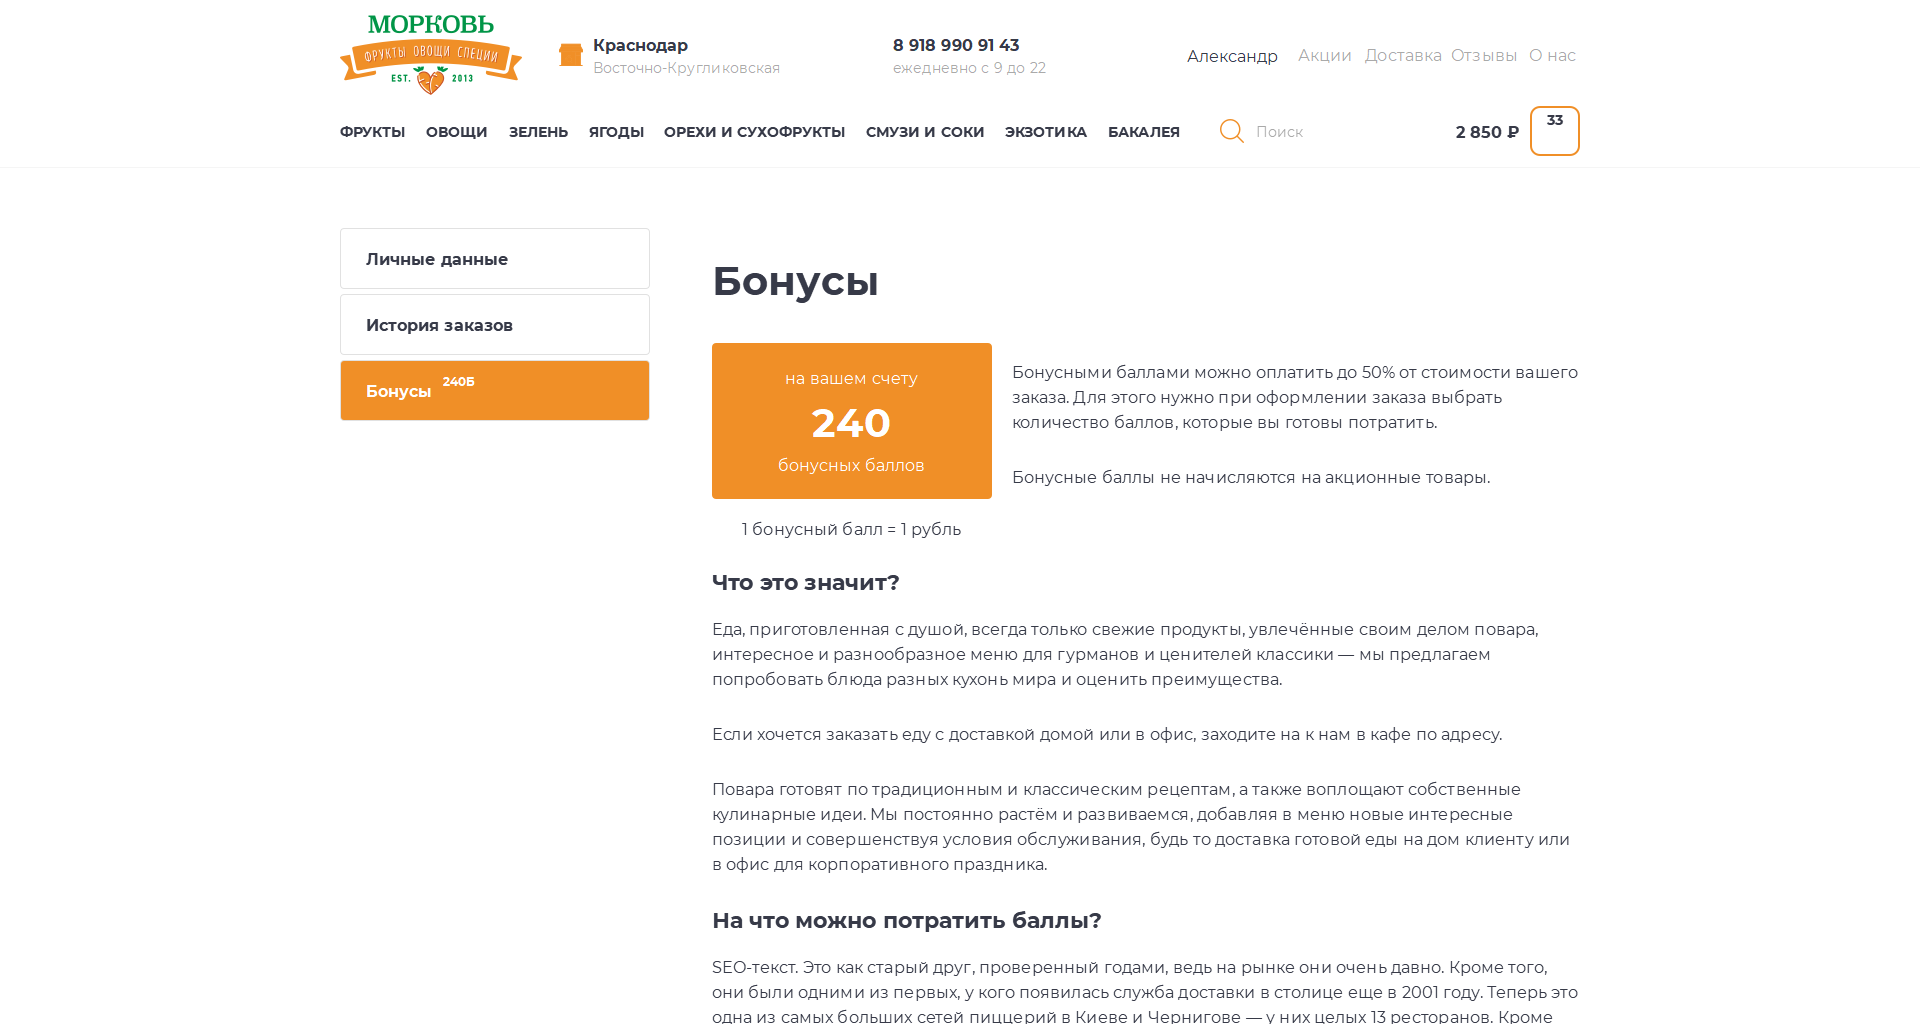 МОРКОВЬ
ФРУКТЫ ОВОЩИ СПЕЦИИ
EST. 2013
Краснодар
Восточно-Кругликовская
8 918 990 91 43
ежедневно с 9 до 22
Александр Акции Доставка Отзывы О нас
ФРУКТЫ ОВОЩИ ЗЕЛЕНЬ ЯГОДЫ ОРЕХИ И СУХОФРУКТЫ СМУЗИ И СОКИ ЭКЗОТИКА БАКАЛЕЯ Поиск 2 850 ₽ 33
Личные данные
История заказов
Бонусы 240Б
Бонусы
на вашем счету
240
бонусных баллов
1 бонусный балл = 1 рубль
Бонусными баллами можно оплатить до 50% от стоимости вашего
заказа. Для этого нужно при оформлении заказа выбрать
количество баллов, которые вы готовы потратить.
Бонусные баллы не начисляются на акционные товары.
Что это значит?
Еда, приготовленная с душой, всегда только свежие продукты, увлечённые своим делом повара,
интересное и разнообразное меню для гурманов и ценителей классики — мы предлагаем
попробовать блюда разных кухонь мира и оценить преимущества.
Если хочется заказать еду с доставкой домой или в офис, заходите на к нам в кафе по адресу.
Повара готовят по традиционным и классическим рецептам, а также воплощают собственные
кулинарные идеи. Мы постоянно растём и развиваемся, добавляя в меню новые интересные
позиции и совершенствуя условия обслуживания, будь то доставка готовой еды на дом клиенту или
в офис для корпоративного праздника.
На что можно потратить баллы?
SEO-текст. Это как старый друг, проверенный годами, ведь на рынке они очень давно. Кроме того,
они были одними из первых, у кого появилась служба доставки в столице еще в 2001 году. Теперь это
одна из самых больших сетей пиццерий в Киеве и Чернигове — у них целых 13 ресторанов. Кроме